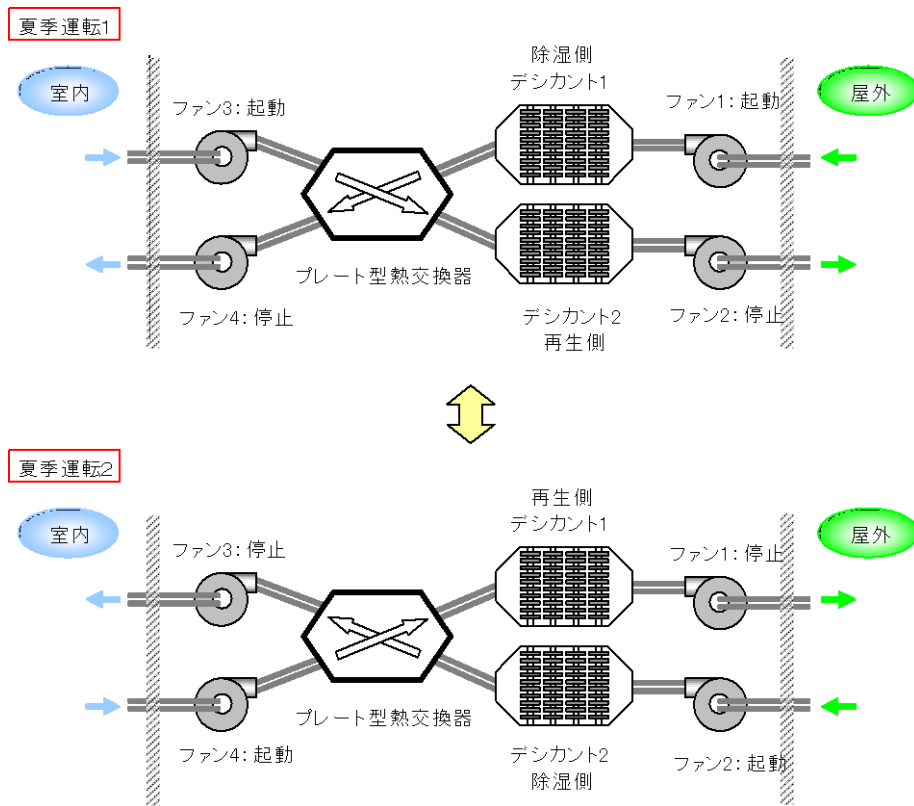 夏季運転1
室内
ファン3:起動
除湿側
デシカント1
ファン1:起動
屋外
プレート型熱交換器
ファン4:停止
デシカント2
再生側
ファン2:停止
夏季運転2
室内
ファン3:停止
再生側
デシカント1
ファン1:停止
屋外
プレート型熱交換器
ファン4:起動
デシカント2
除湿側
ファン2:起動